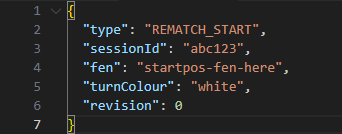 1 {
2 "type": "REMATCH_START",
3 "sessionId": "abc123",
4 "fen": "startpos-fen-here",
5 "turnColour": "white",
6 "revision": 0
7 }